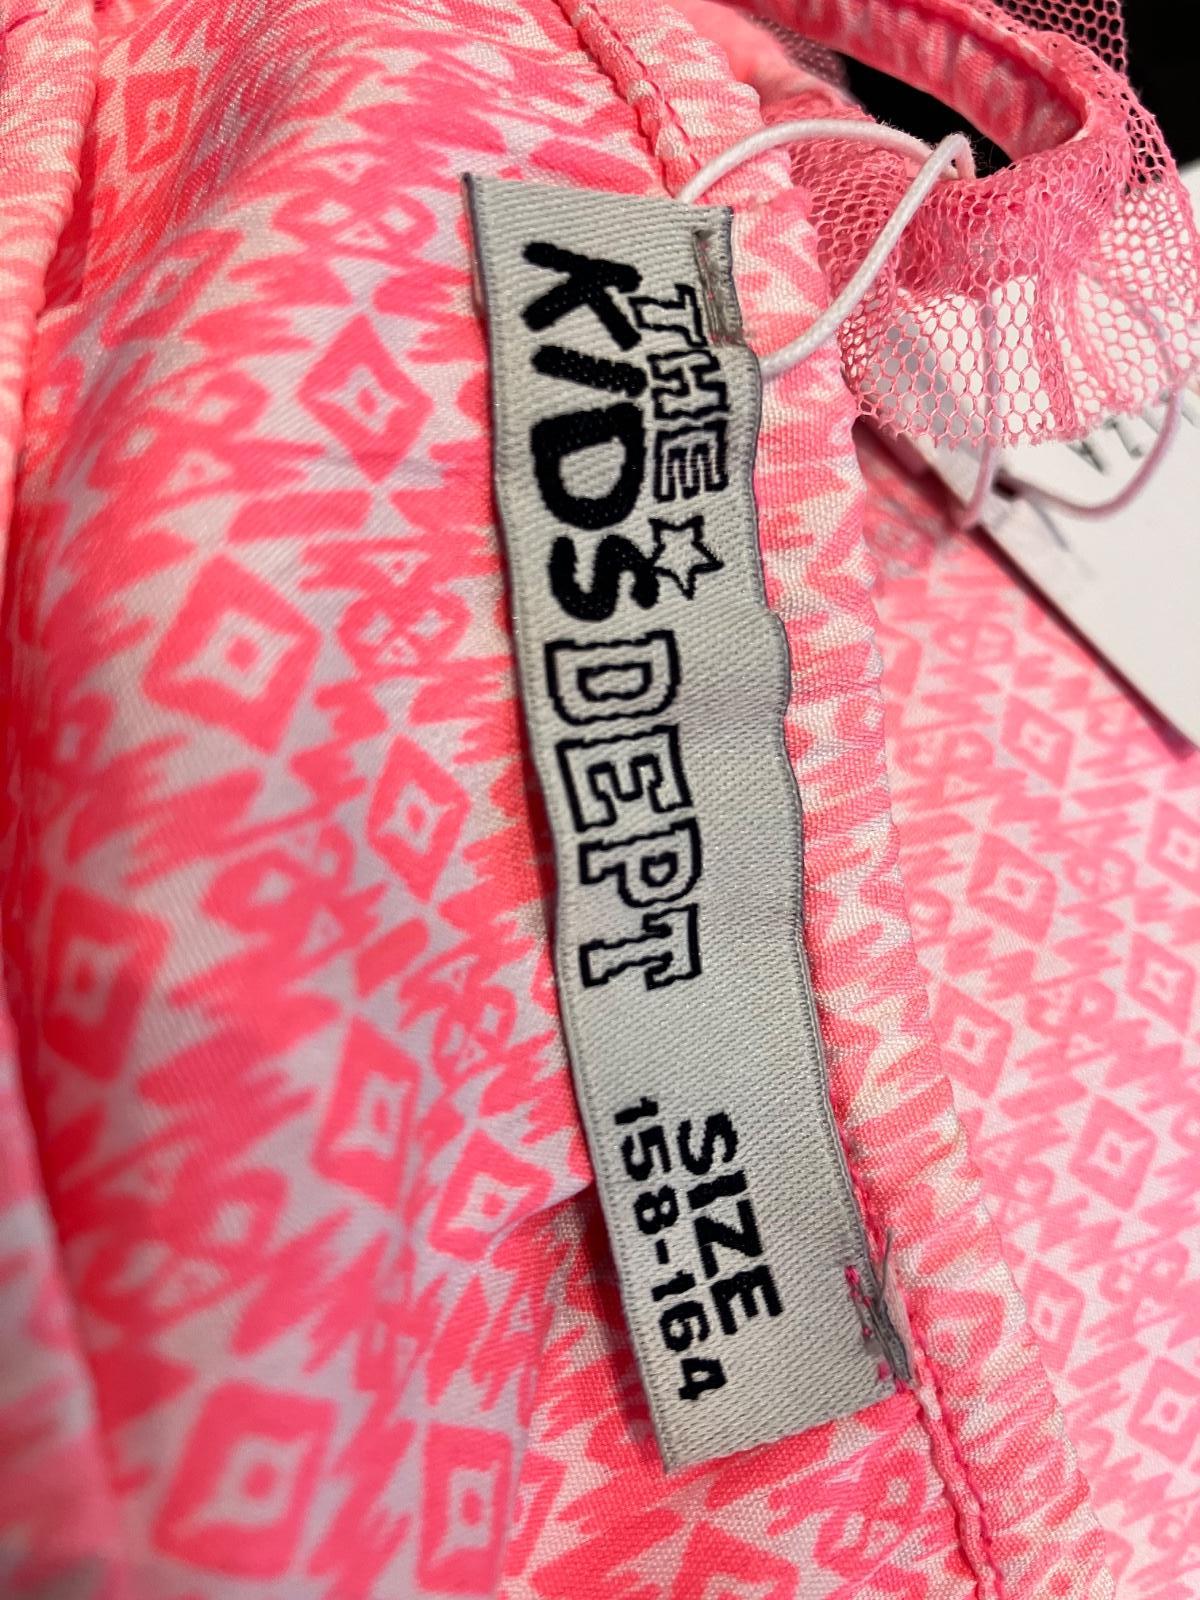 THE
KIDS
DEPT
SIZE
158-164